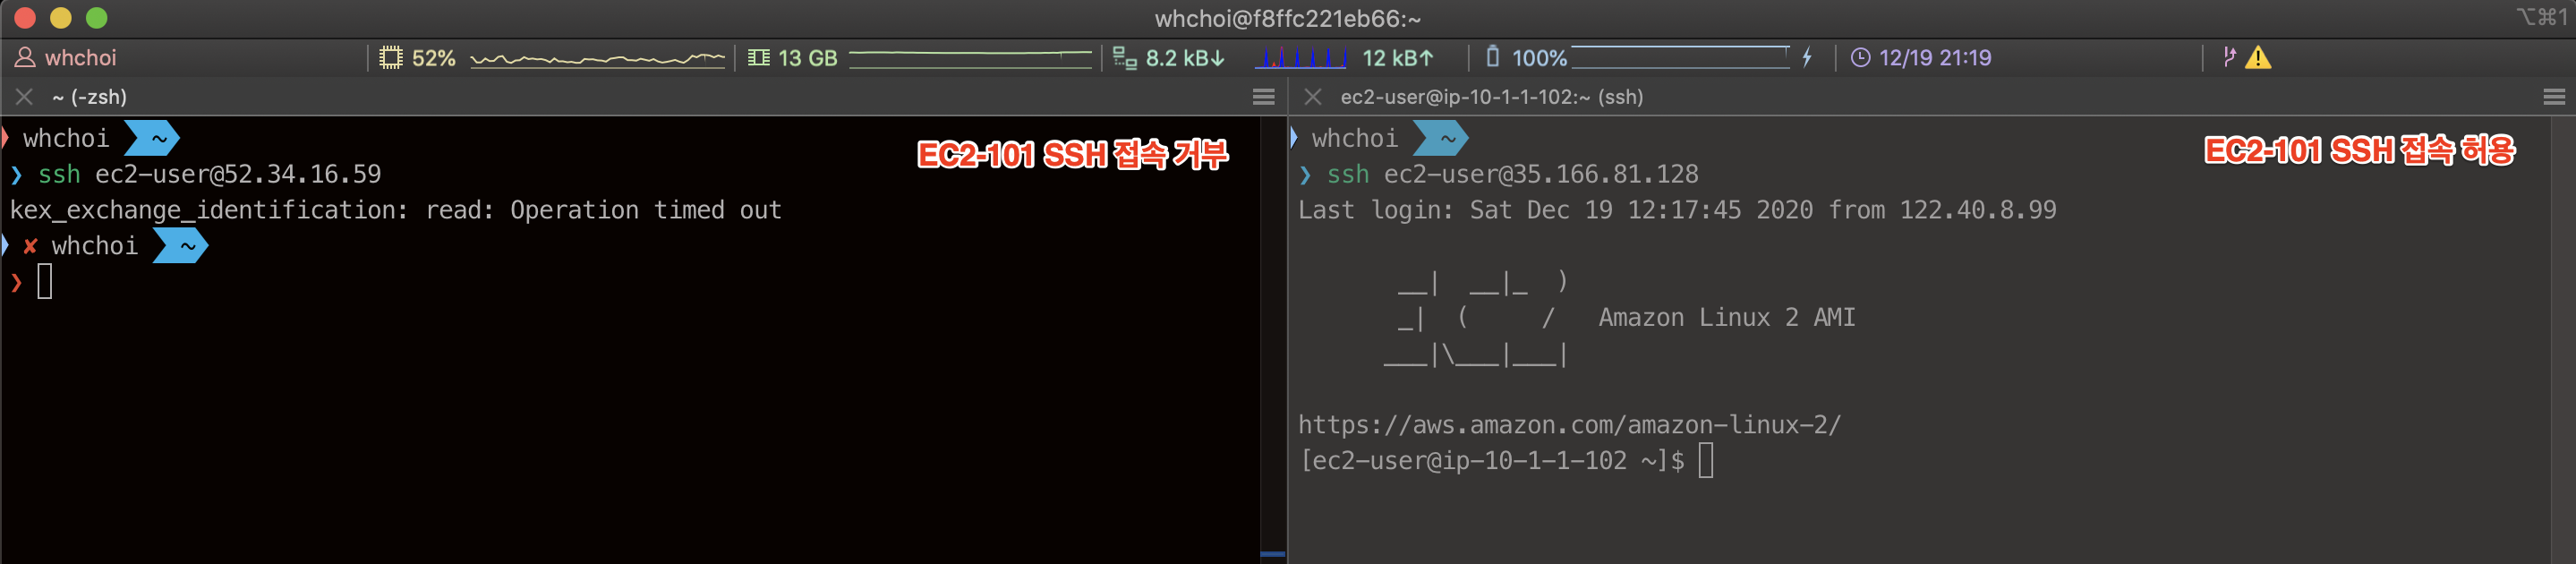 whchoi@f8ffc221eb66:~
⌥⌘1
whchoi
52%
13 GB
8.2 kB↓
12 kB↑
100%
12/19 21:19
~ (-zsh)
whchoi ~
EC2-101 SSH 접속 거부
❯ ssh ec2-user@52.34.16.59
kex_exchange_identification: read: Operation timed out
✘ whchoi ~
❯
ec2-user@ip-10-1-1-102:~ (ssh)
whchoi ~
EC2-101 SSH 접속 허용
❯ ssh ec2-user@35.166.81.128
Last login: Sat Dec 19 12:17:45 2020 from 122.40.8.99
__|  __|_  )
_|  (     /   Amazon Linux 2 AMI
___|\___|___|
https://aws.amazon.com/amazon-linux-2/
[ec2-user@ip-10-1-1-102 ~]$